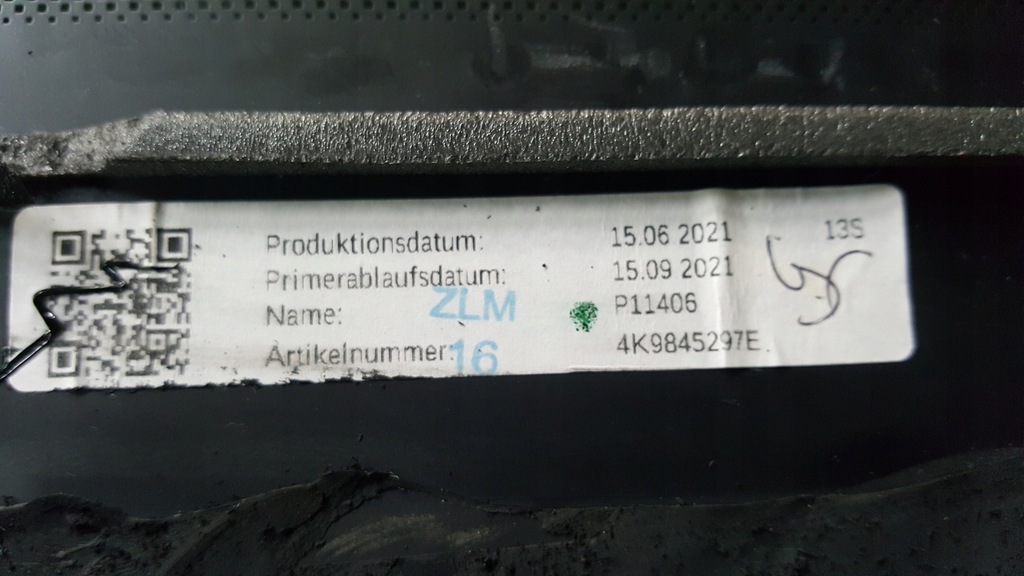 13S
Produktionsdatum: 15.06 2021
Primerablaufsdatum: 15.09 2021
Name: P11406
ZLM
Artikelnummer: 4K9845297E
16